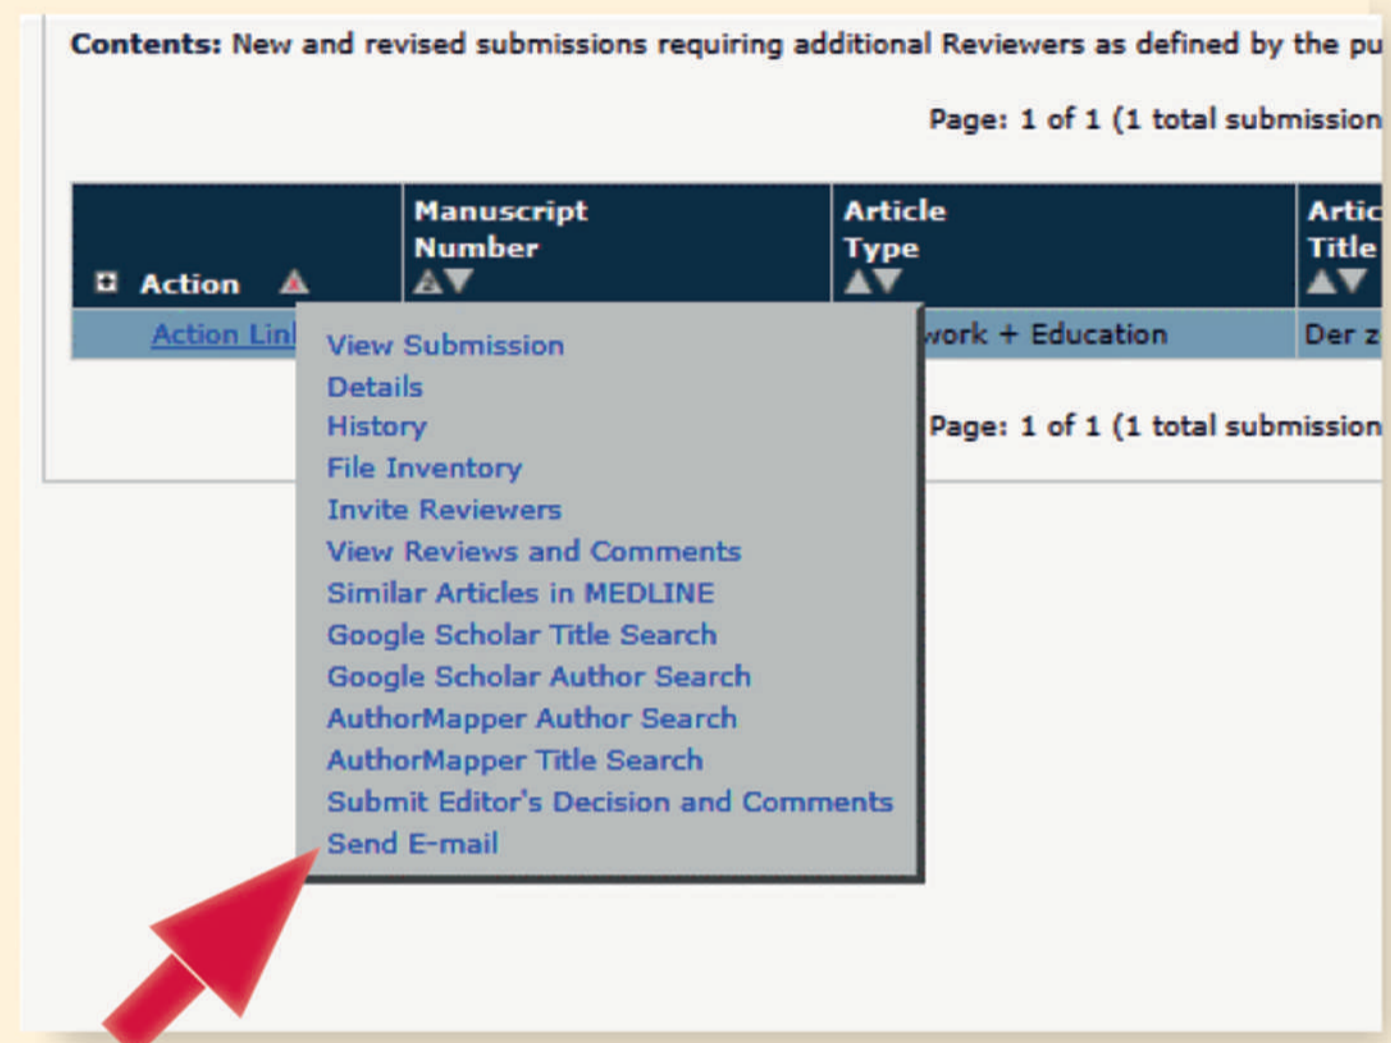 Contents: New and revised submissions requiring additional Reviewers as defined by the
Page: 1 of 1 (1 total submission
Manuscript Number
Article Type
Title
Action
Action
work + Education
Der
View Submission
Details
History
File Inventory
Invite Reviewers
View Reviews and Comments
Similar Articles in MEDLINE
Google Scholar Title Search
Google Scholar Author Search
AuthorMapper Author Search
AuthorMapper Title Search
Submit Editor's Decision and Comments
Send E-mail
Page: 1 of 1 (1 total submission